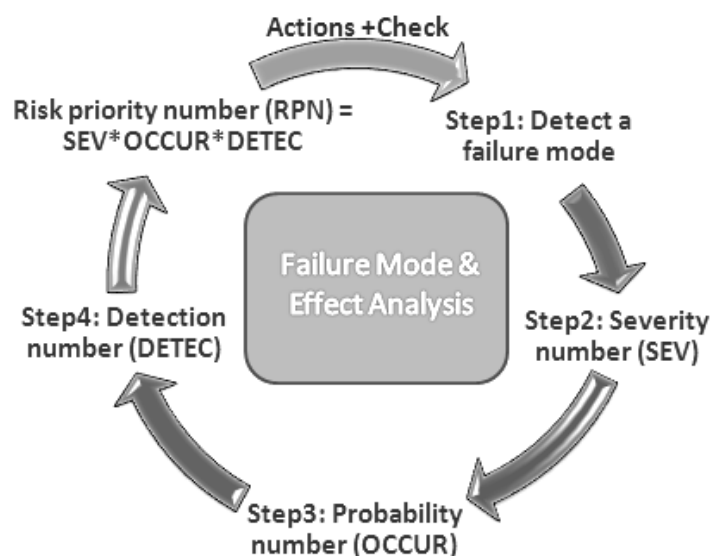 Actions +Check
Risk priority number (RPN) =
SEV*OCCUR*DETEC
Step1: Detect a
failure mode
Failure Mode &
Effect Analysis
Step2: Severity
number (SEV)
Step3: Probability
number (OCCUR)
Step4: Detection
number (DETEC)